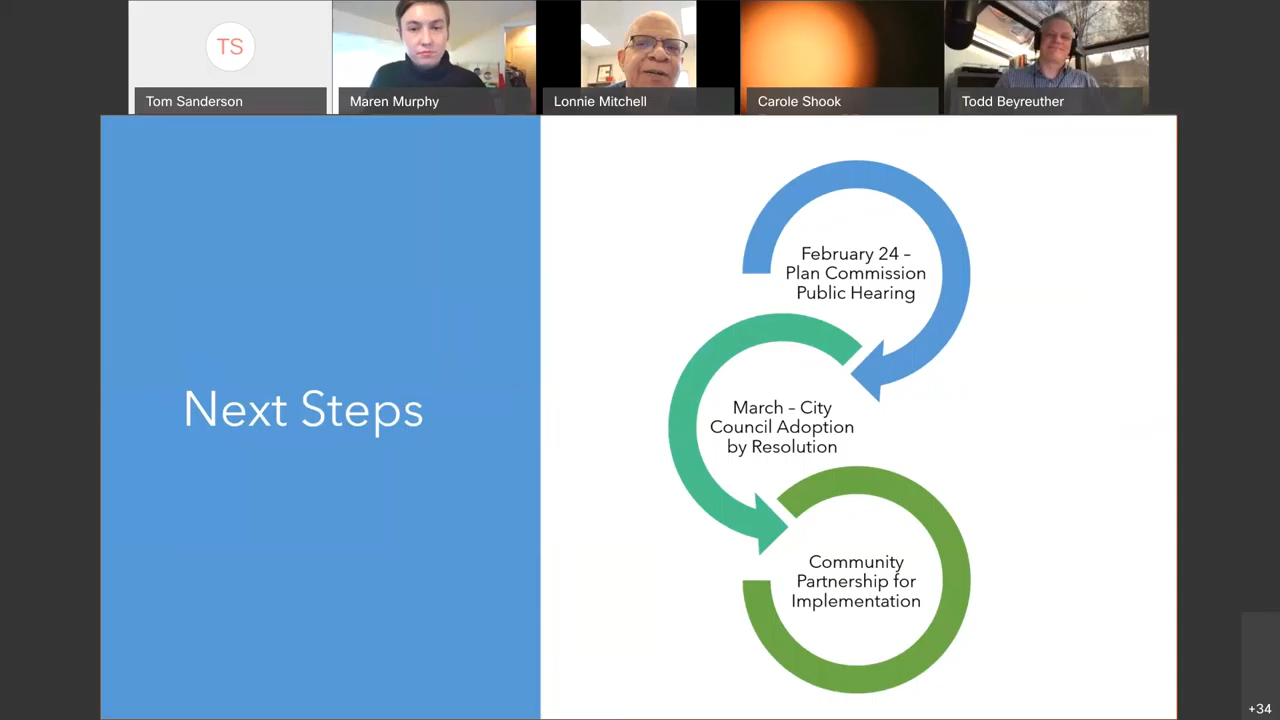 TS
Tom Sanderson
Maren Murphy
Lonnie Mitchell
Carole Shook
Todd Beyreuther
Next Steps
February 24 –
Plan Commission
Public Hearing
March – City
Council Adoption
by Resolution
Community
Partnership for
Implementation
+34